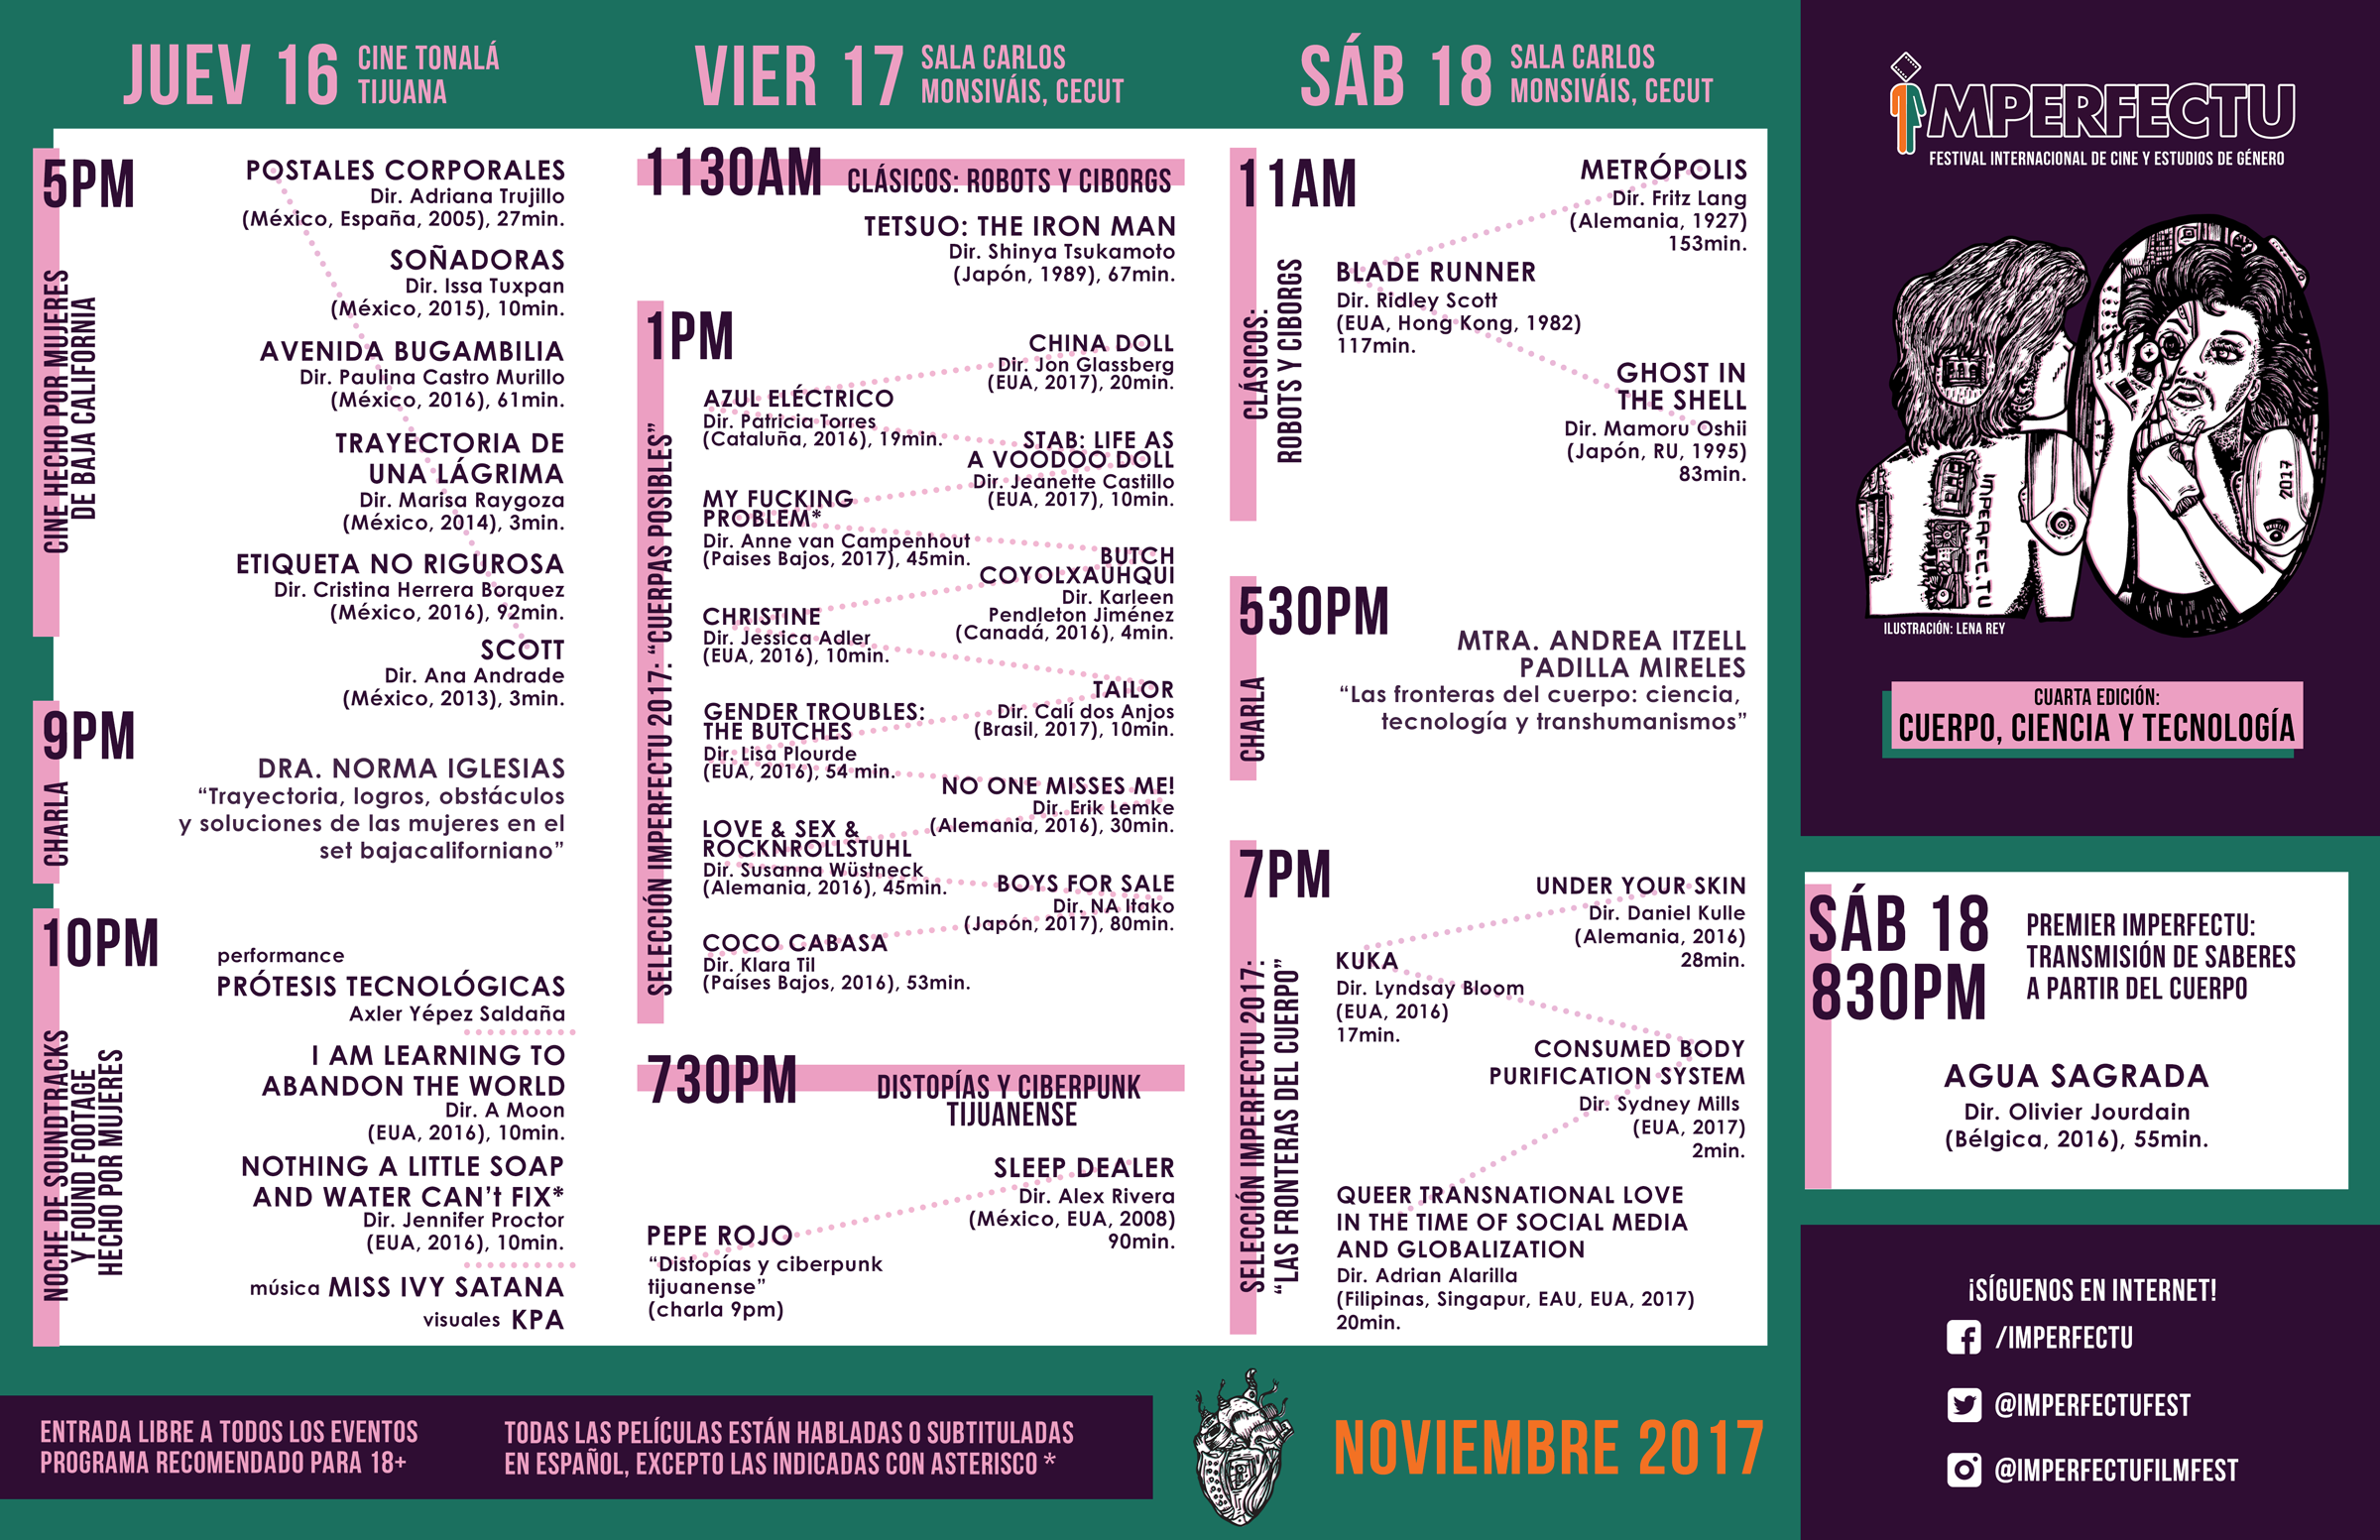 JUEV 16
CINE TONALÁ
TIJUANA
5PM
CINE HECHO POR MUJERES
DE BAJA CALIFORNIA
POSTALES CORPORALES
Dir. Adriana Trujillo
(México, España, 2005), 27min.
SOÑADORAS
Dir. Issa Tuxpan
(México, 2015), 10min.
AVENIDA BUGAMBILIA
Dir. Paulina Castro Murillo
(México, 2016), 61min.
TRAYECTORIA DE
UNA LÁGRIMA
Dir. Marisa Raygoza
(México, 2014), 3min.
ETIQUETA NO RIGUROSA
Dir. Cristina Herrera Borquez
(México, 2016), 92min.
SCOTT
Dir. Ana Andrade
(México, 2013), 3min.
9PM
CHARLA
DRA. NORMA IGLESIAS
“Trayectoria, logros, obstáculos
y soluciones de las mujeres en el
set bajacaliforniano”
10PM
NOCHE DE SOUNDTRACKS
Y FOUND FOOTAGE
HECHO POR MUJERES
performance
PRÓTESIS TECNOLÓGICAS
Axler Yépez Saldaña
I AM LEARNING TO
ABANDON THE WORLD
Dir. A Moon
(EUA, 2016), 10min.
NOTHING A LITTLE SOAP
AND WATER CAN’t FIX*
Dir. Jennifer Proctor
(EUA, 2016), 10min.
música MISS IVY SATANA
visuales KPA
VIER 17
SALA CARLOS
MONSIVÁIS, CECUT
1130AM
CLÁSICOS: ROBOTS Y CIBORGS
TETSUO: THE IRON MAN
Dir. Shinya Tsukamoto
(Japón, 1989), 67min.
1PM
SELECCIÓN IMPERFECTU 2017: “CUERPAS POSIBLES”
CHINA DOLL
Dir. Jon Glassberg
(EUA, 2017), 20min.
AZUL ELÉCTRICO
Dir. Patricia Torres
(Cataluña, 2016), 19min.
STAB: LIFE AS
A VOODOO DOLL
Dir. Jeanette Castillo
(EUA, 2017), 10min.
MY FUCKING
PROBLEM*
Dir. Anne van Campenhout
(Paises Bajos, 2017), 45min.
BUTCH
COYOLXAUHQUI
Dir. Karleen
Pendleton Jiménez
(Canadá, 2016), 4min.
CHRISTINE
Dir. Jessica Adler
(EUA, 2016), 10min.
TAILOR
Dir. Calí dos Anjos
(Brasil, 2017), 10min.
GENDER TROUBLES:
THE BUTCHES
Dir. Lisa Plourde
(EUA, 2016), 54 min.
NO ONE MISSES ME!
Dir. Erik Lemke
(Alemania, 2016), 30min.
LOVE & SEX &
ROCKNROLLSTUHL
Dir. Susanna Wüstneck
(Alemania, 2016), 45min.
BOYS FOR SALE
Dir. NA Itako
(Japón, 2017), 80min.
COCO CABASA
Dir. Klara Til
(Países Bajos, 2016), 53min.
730PM
DISTOPÍAS Y CIBERPUNK
TIJUANENSE
SLEEP DEALER
Dir. Alex Rivera
(México, EUA, 2008)
90min.
PEPE ROJO
“Distopías y ciberpunk
tijuanense”
(charla 9pm)
SÁB 18
SALA CARLOS
MONSIVÁIS, CECUT
11AM
CLÁSICOS:
ROBOTS Y CIBORGS
METRÓPOLIS
Dir. Fritz Lang
(Alemania, 1927)
153min.
BLADE RUNNER
Dir. Ridley Scott
(EUA, Hong Kong, 1982)
117min.
GHOST IN
THE SHELL
Dir. Mamoru Oshii
(Japón, RU, 1995)
83min.
530PM
CHARLA
MTRA. ANDREA ITZELL
PADILLA MIRELES
“Las fronteras del cuerpo: ciencia,
tecnología y transhumanismos”
7PM
SELECCIÓN IMPERFECTU 2017:
“LAS FRONTERAS DEL CUERPO”
UNDER YOUR SKIN
Dir. Daniel Kulle
(Alemania, 2016)
28min.
KUKA
Dir. Lyndsay Bloom
(EUA, 2016)
17min.
CONSUMED BODY
PURIFICATION SYSTEM
Dir. Sydney Mills
(EUA, 2017)
2min.
QUEER TRANSNATIONAL LOVE
IN THE TIME OF SOCIAL MEDIA
AND GLOBALIZATION
Dir. Adrian Alarilla
(Filipinas, Singapur, EAU, EUA, 2017)
20min.
IMPERFECTU
FESTIVAL INTERNACIONAL DE CINE Y ESTUDIOS DE GÉNERO
IMPERFEC.TU
2017
ILUSTRACIÓN: LENA REY
CUARTA EDICIÓN:
CUERPO, CIENCIA Y TECNOLOGÍA
SÁB 18
830PM
PREMIER IMPERFECTU:
TRANSMISIÓN DE SABERES
A PARTIR DEL CUERPO
AGUA SAGRADA
Dir. Olivier Jourdain
(Bélgica, 2016), 55min.
¡SÍGUENOS EN INTERNET!
/IMPERFECTU
@IMPERFECTUFEST
@IMPERFECTUFILMFEST
ENTRADA LIBRE A TODOS LOS EVENTOS
PROGRAMA RECOMENDADO PARA 18+
TODAS LAS PELÍCULAS ESTÁN HABLADAS O SUBTITULADAS
EN ESPAÑOL, EXCEPTO LAS INDICADAS CON ASTERISCO *
NOVIEMBRE 2017